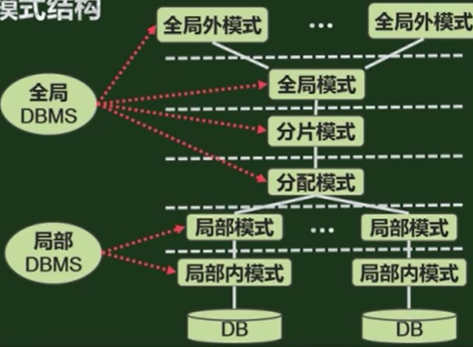 模式结构
全局外模式
...
全局外模式
全局
DBMS
全局模式
分片模式
分配模式
局部
DBMS
局部模式
...
局部模式
局部内模式
局部内模式
DB
DB